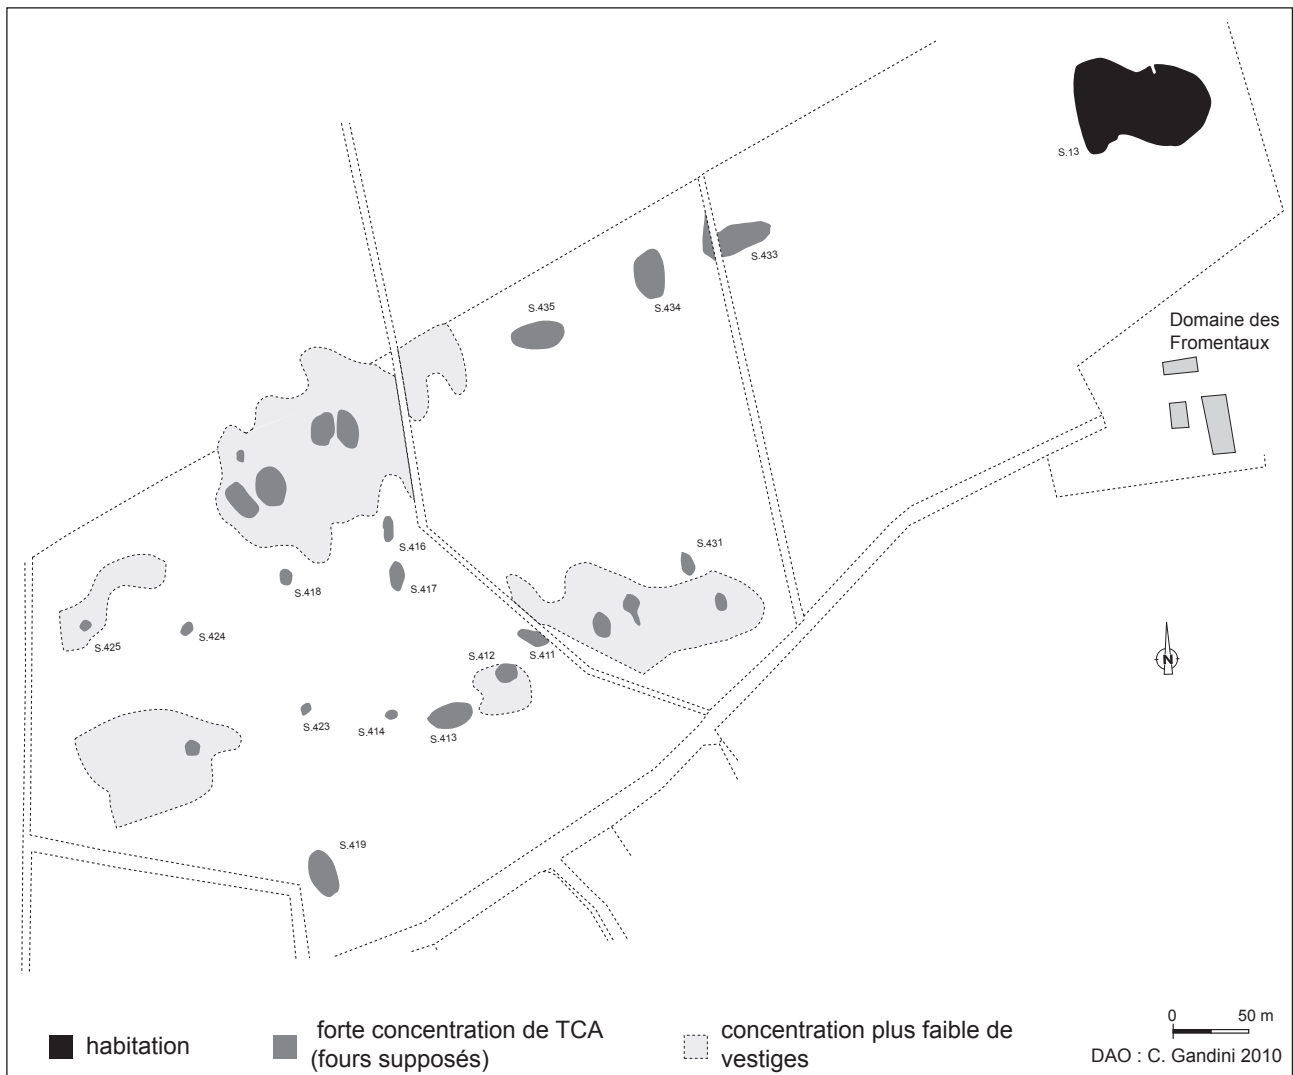 S.13
S.433
S.434
S.435
Domaine des
Fromentaux
S.416
S.431
S.417
S.418
S.424
S.425
S.412
S.411
S.423
S.414
S.413
N
S.419
habitation
forte concentration de TCA
(fours supposés)
concentration plus faible de
vestiges
0 50 m
DAO : C. Gandini 2010